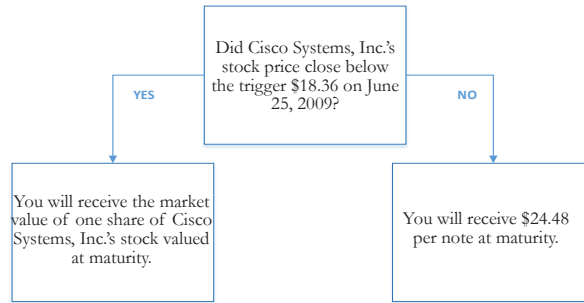 Did Cisco Systems, Inc.'s
stock price close below
the trigger $18.36 on June
25, 2009?
YES
NO
You will receive the market
value of one share of Cisco
Systems, Inc.'s stock valued
at maturity.
You will receive $24.48
per note at maturity.